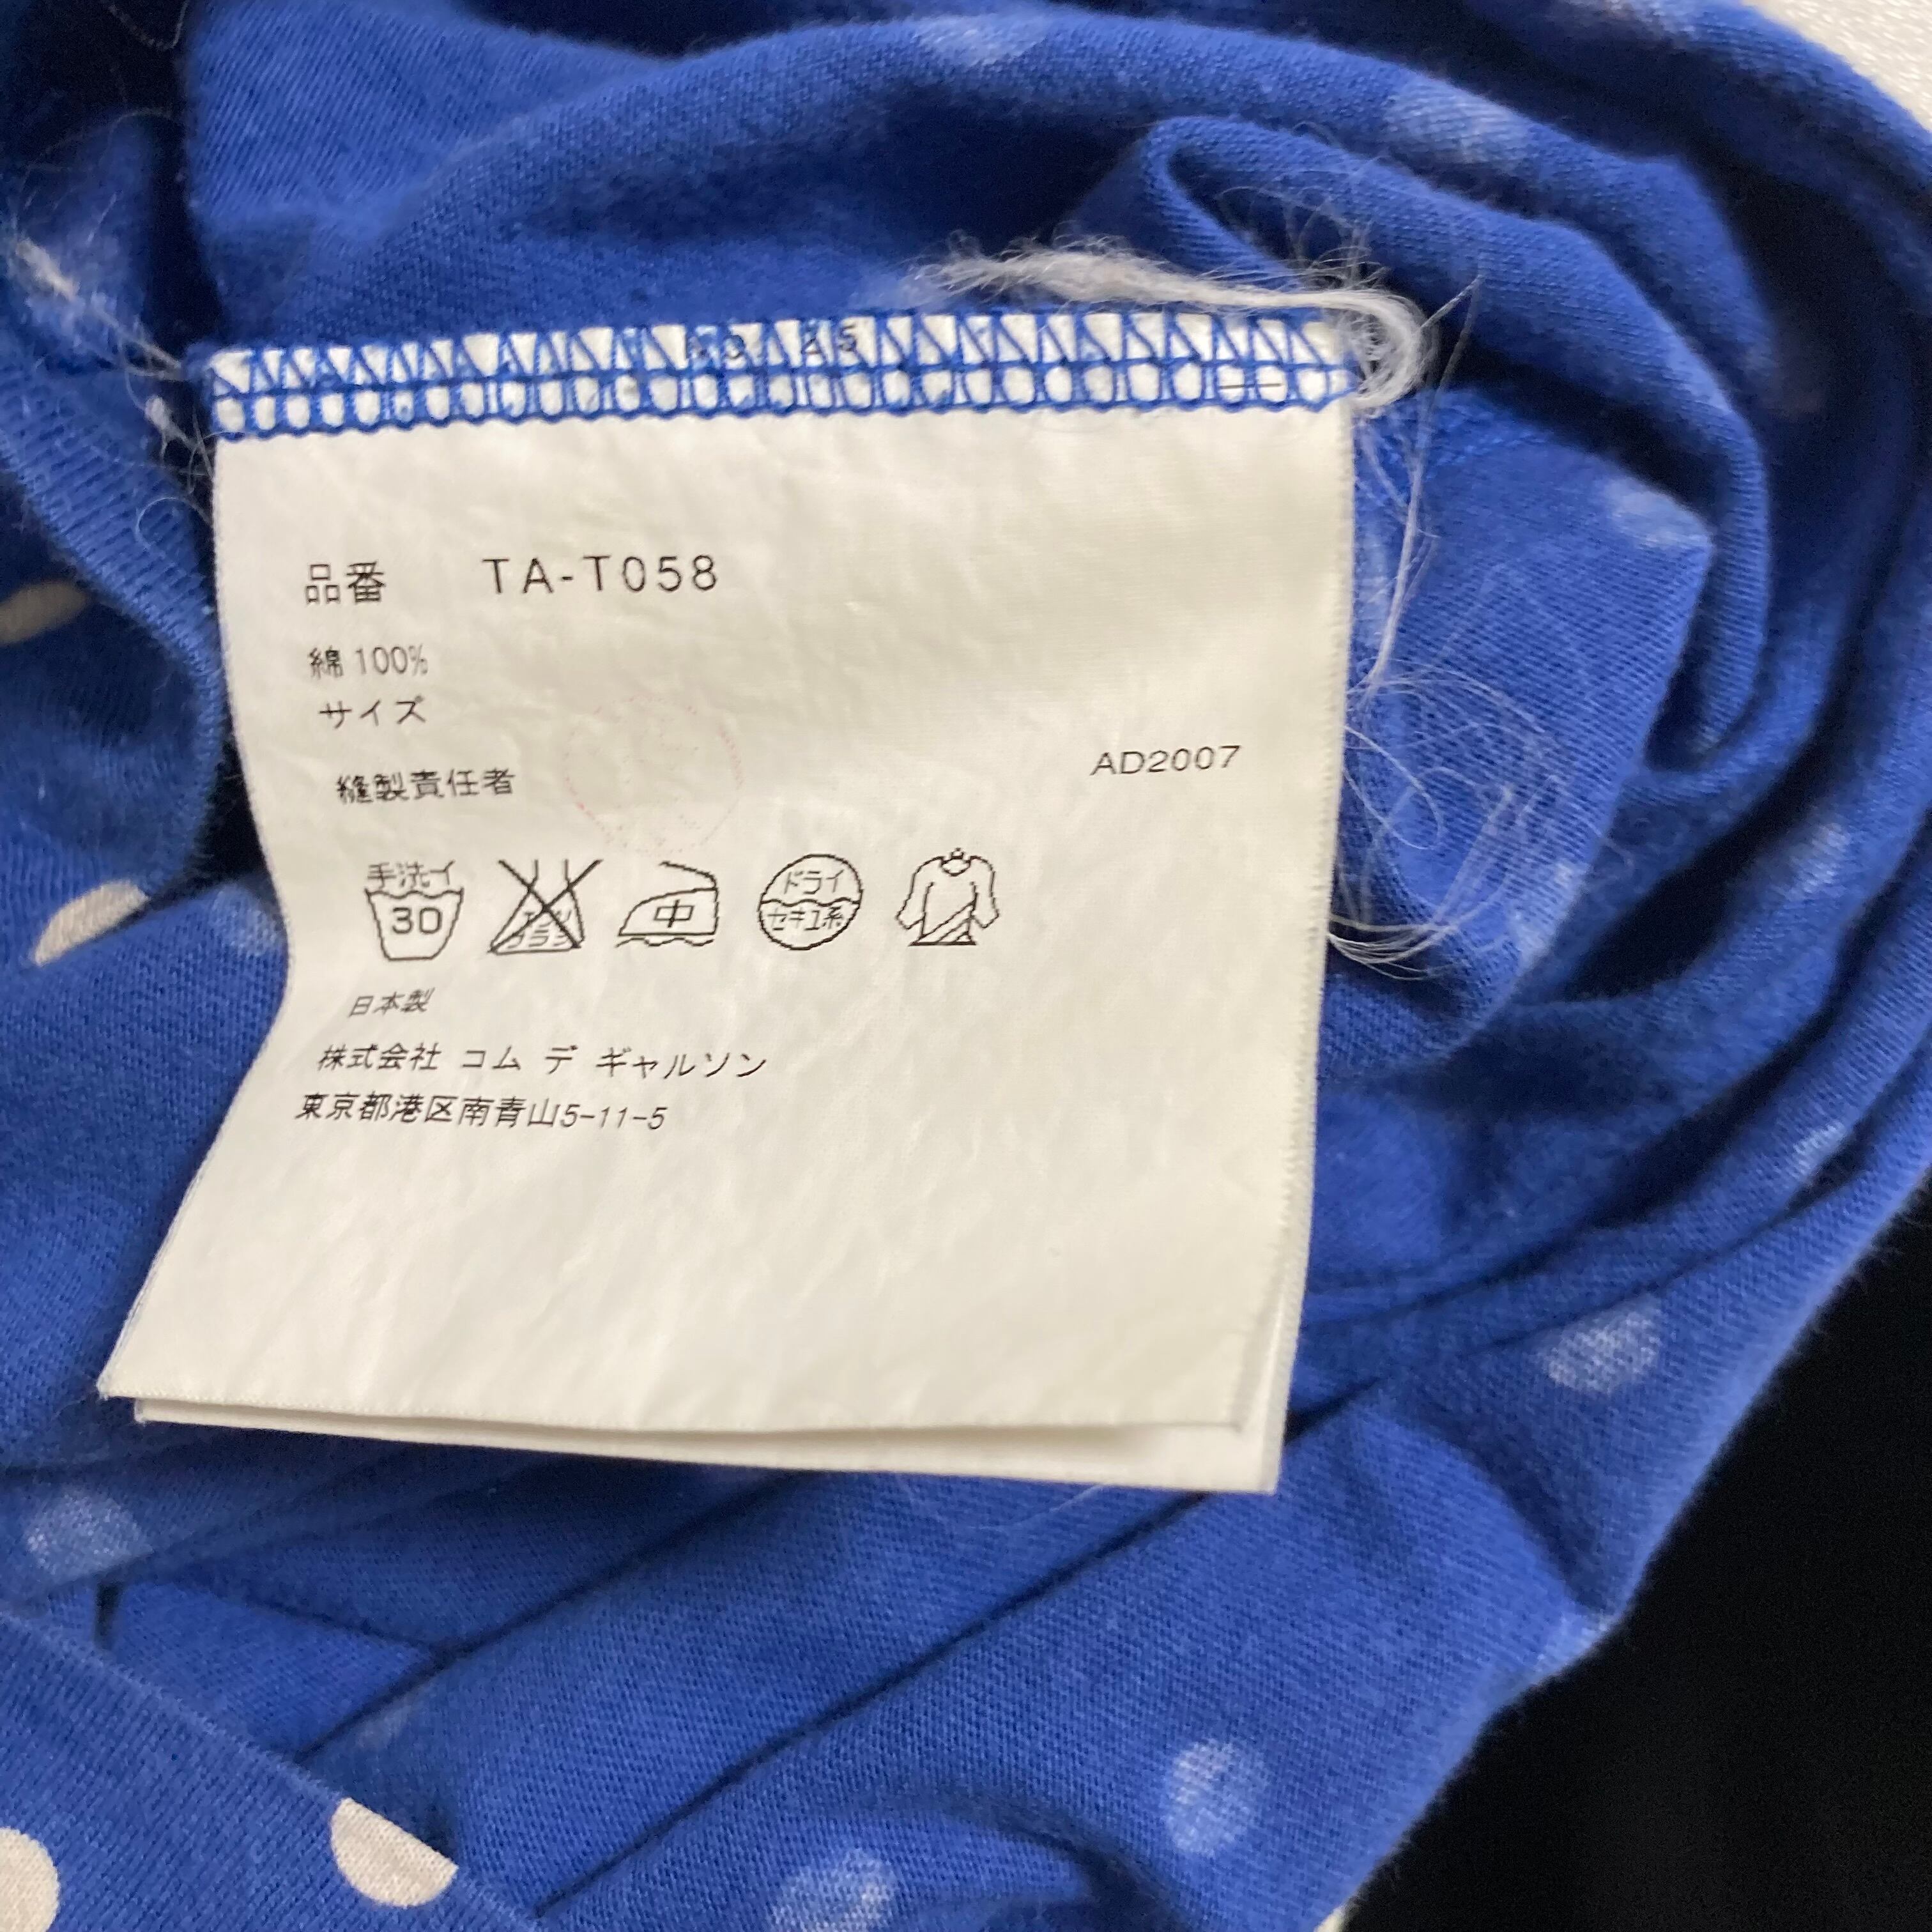 品番 TA-T058
綿 100%
サイズ
AD2007
縫製責任者
手洗イ
30
中
ドライ
セキユ系
日本製
株式会社 コム デ ギャルソン
東京都港区南青山5-11-5